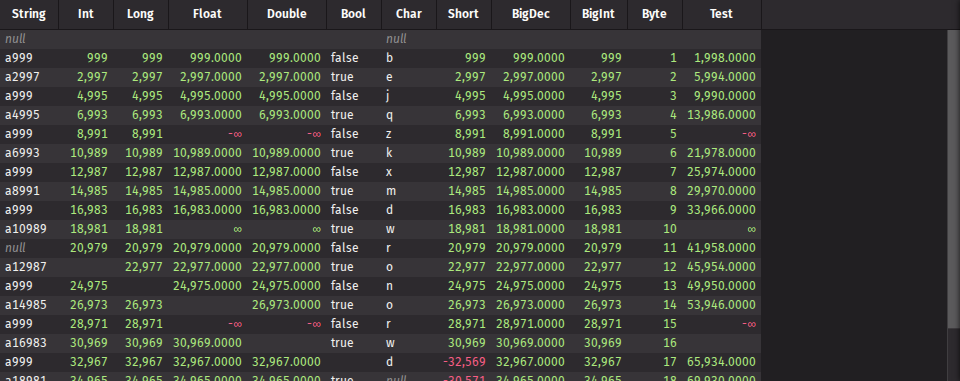 String Int Long Float Double Bool Char Short BigDec BigInt Byte Test
null null
a999 999 999 999.0000 999.0000 false b 999 999.0000 999 1 1,998.0000
a2997 2,997 2,997 2,997.0000 2,997.0000 true e 2,997 2,997.0000 2,997 2 5,994.0000
a999 4,995 4,995 4,995.0000 4,995.0000 false j 4,995 4,995.0000 4,995 3 9,990.0000
a4995 6,993 6,993 6,993.0000 6,993.0000 true q 6,993 6,993.0000 6,993 4 13,986.0000
a999 8,991 8,991 -∞ -∞ false z 8,991 8,991.0000 8,991 5 -∞
a6993 10,989 10,989 10,989.0000 10,989.0000 true k 10,989 10,989.0000 10,989 6 21,978.0000
a999 12,987 12,987 12,987.0000 12,987.0000 false x 12,987 12,987.0000 12,987 7 25,974.0000
a8991 14,985 14,985 14,985.0000 14,985.0000 true m 14,985 14,985.0000 14,985 8 29,970.0000
a999 16,983 16,983 16,983.0000 16,983.0000 false d 16,983 16,983.0000 16,983 9 33,966.0000
a10989 18,981 18,981 ∞ ∞ true w 18,981 18,981.0000 18,981 10 ∞
null 20,979 20,979 20,979.0000 20,979.0000 false r 20,979 20,979.0000 20,979 11 41,958.0000
a12987 22,977 22,977.0000 22,977.0000 true o 22,977 22,977.0000 22,977 12 45,954.0000
a999 24,975 24,975.0000 24,975.0000 false n 24,975 24,975.0000 24,975 13 49,950.0000
a14985 26,973 26,973 26,973.0000 true o 26,973 26,973.0000 26,973 14 53,946.0000
a999 28,971 28,971 -∞ -∞ false r 28,971 28,971.0000 28,971 15 -∞
a16983 30,969 30,969 30,969.0000 true w 30,969 30,969.0000 30,969 16
a999 32,967 32,967 32,967.0000 32,967.0000 d -32,569 32,967.0000 32,967 17 65,934.0000
a18981 34,965 34,965 34,965.0000 34,965.0000 true null -30,571 34,965.0000 34,965 18 69,930.0000